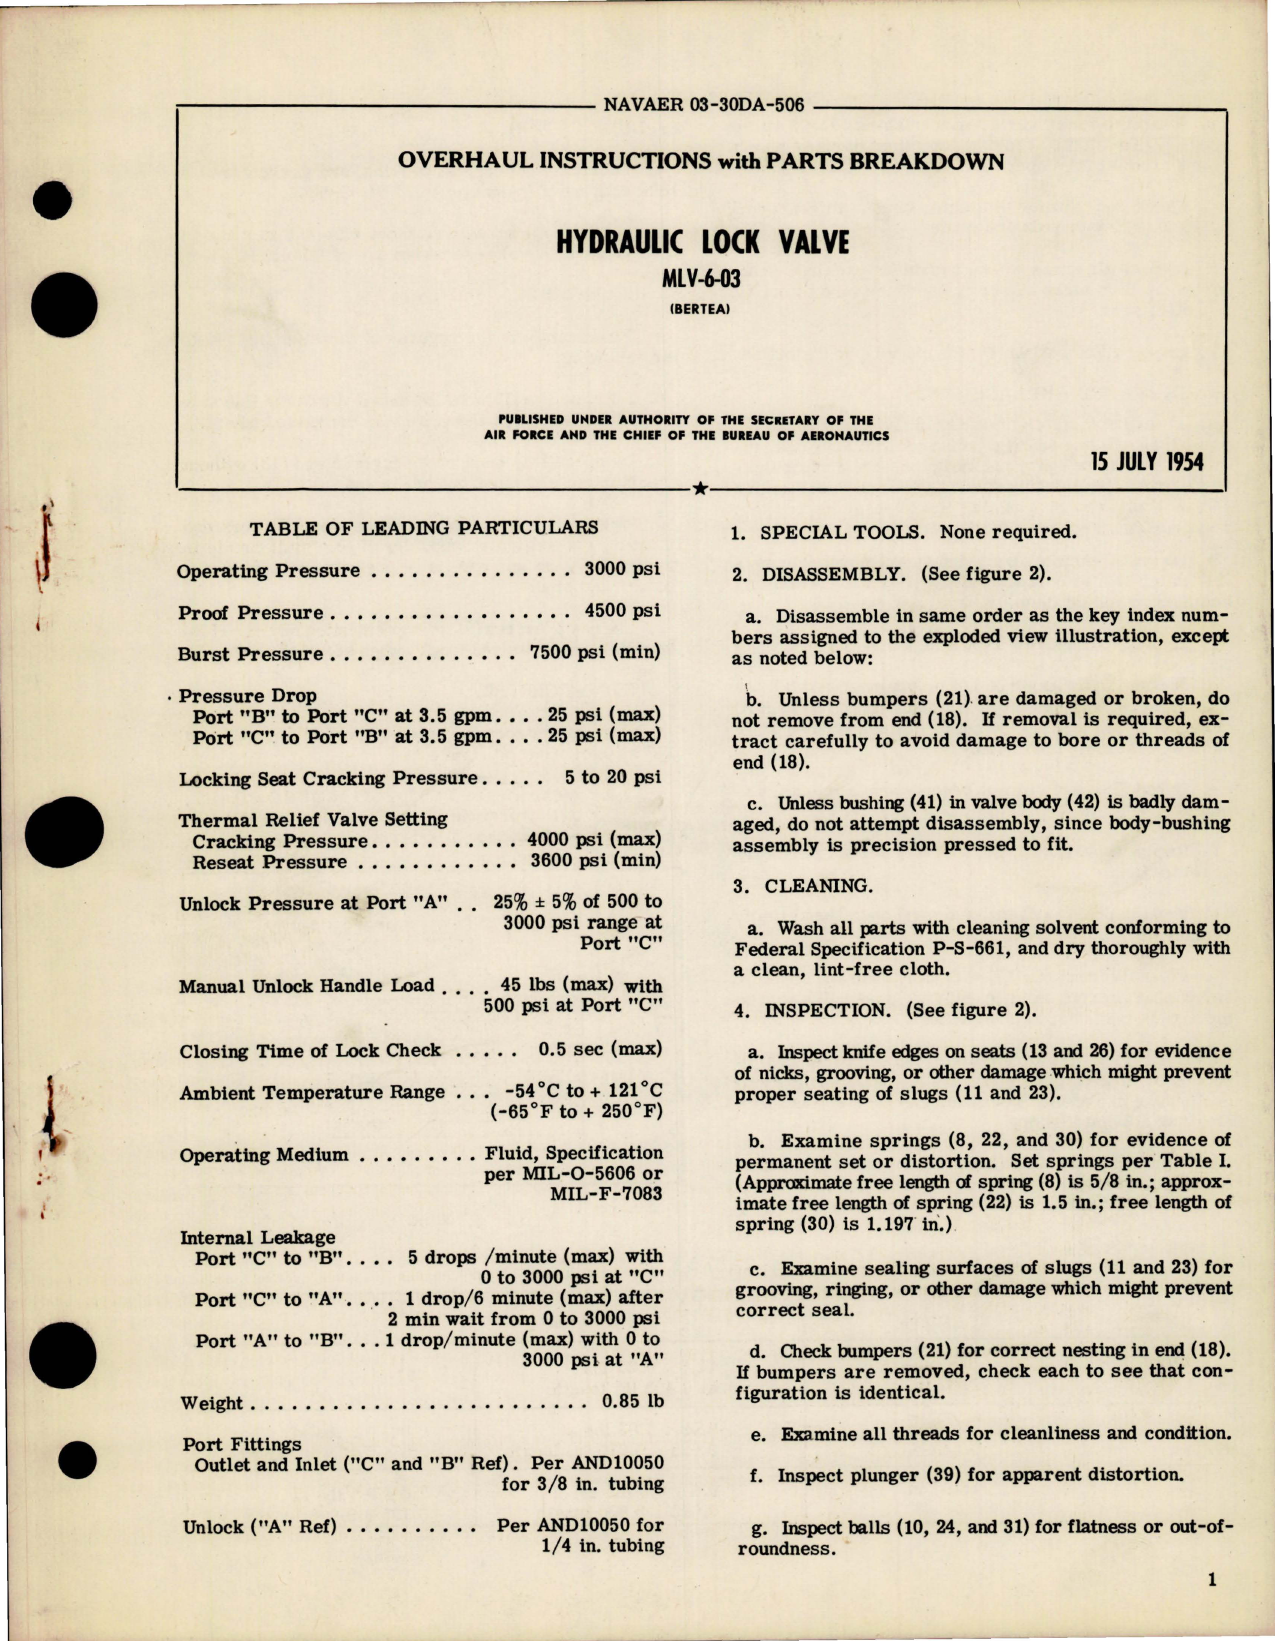 NAVAER 03-30DA-506
OVERHAUL INSTRUCTIONS with PARTS BREAKDOWN
HYDRAULIC LOCK VALVE
MLV-6-03
(BERTEA)
PUBLISHED UNDER AUTHORITY OF THE SECRETARY OF THE
AIR FORCE AND THE CHIEF OF THE BUREAU OF AERONAUTICS
15 JULY 1954
TABLE OF LEADING PARTICULARS
Operating Pressure . . . . . . . . . . . . . . . 3000 psi
Proof Pressure . . . . . . . . . . . . . . . . . . 4500 psi
Burst Pressure . . . . . . . . . . . . . . 7500 psi (min)
Pressure Drop
Port "B" to Port "C" at 3.5 gpm. . . . 25 psi (max)
Port "C" to Port "B" at 3.5 gpm. . . . 25 psi (max)
Locking Seat Cracking Pressure. . . . . 5 to 20 psi
Thermal Relief Valve Setting
Cracking Pressure. . . . . . . . . . . 4000 psi (max)
Reseat Pressure . . . . . . . . . . . . 3600 psi (min)
Unlock Pressure at Port "A" . . 25% ± 5% of 500 to
3000 psi range at
Port "C"
Manual Unlock Handle Load . . . . 45 lbs (max) with
500 psi at Port "C"
Closing Time of Lock Check . . . . . 0.5 sec (max)
Ambient Temperature Range . . . -54°C to + 121°C
(-65°F to + 250°F)
Operating Medium . . . . . . . . . Fluid, Specification
per MIL-O-5606 or
MIL-F-7083
Internal Leakage
Port "C" to "B". . . . 5 drops /minute (max) with
0 to 3000 psi at "C"
Port "C" to "A". . . . 1 drop/6 minute (max) after
2 min wait from 0 to 3000 psi
Port "A" to "B". . . 1 drop/minute (max) with 0 to
3000 psi at "A"
Weight . . . . . . . . . . . . . . . . . . . . . . . . . 0.85 lb
Port Fittings
Outlet and Inlet ("C" and "B" Ref). Per AND10050
for 3/8 in. tubing
Unlock ("A" Ref) . . . . . . . . . . Per AND10050 for
1/4 in. tubing
1. SPECIAL TOOLS. None required.
2. DISASSEMBLY. (See figure 2).
a. Disassemble in same order as the key index num-
bers assigned to the exploded view illustration, except
as noted below:
b. Unless bumpers (21) are damaged or broken, do
not remove from end (18). If removal is required, ex-
tract carefully to avoid damage to bore or threads of
end (18).
c. Unless bushing (41) in valve body (42) is badly dam-
aged, do not attempt disassembly, since body-bushing
assembly is precision pressed to fit.
3. CLEANING.
a. Wash all parts with cleaning solvent conforming to
Federal Specification P-S-661, and dry thoroughly with
a clean, lint-free cloth.
4. INSPECTION. (See figure 2).
a. Inspect knife edges on seats (13 and 26) for evidence
of nicks, grooving, or other damage which might prevent
proper seating of slugs (11 and 23).
b. Examine springs (8, 22, and 30) for evidence of
permanent set or distortion. Set springs per Table I.
(Approximate free length of spring (8) is 5/8 in.; approx-
imate free length of spring (22) is 1.5 in.; free length of
spring (30) is 1.197 in.)
c. Examine sealing surfaces of slugs (11 and 23) for
grooving, ringing, or other damage which might prevent
correct seal.
d. Check bumpers (21) for correct nesting in end (18).
If bumpers are removed, check each to see that con-
figuration is identical.
e. Examine all threads for cleanliness and condition.
f. Inspect plunger (39) for apparent distortion.
g. Inspect balls (10, 24, and 31) for flatness or out-of-
roundness.
1